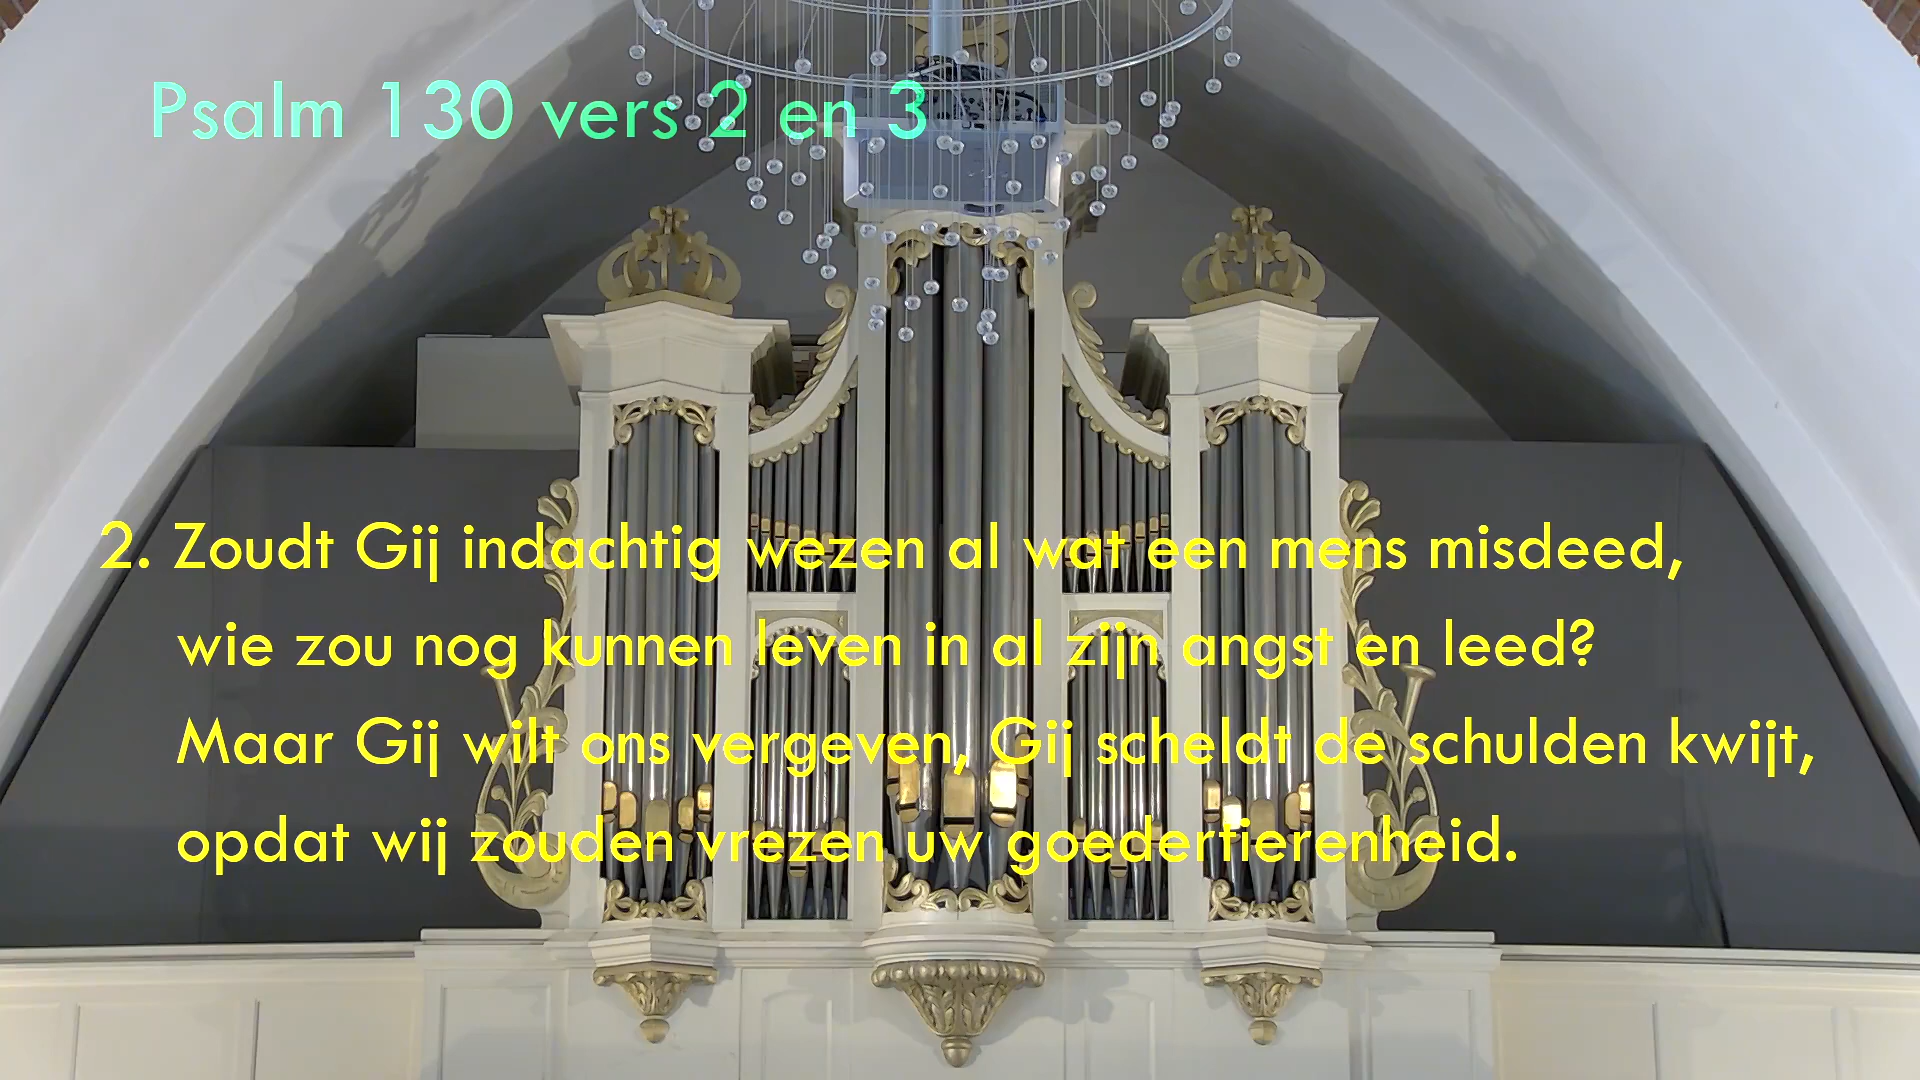 Psalm 130 vers 2 en 3
2. Zoudt Gij indachtig wezen al wat een mens misdeed,
wie zou nog kunnen leven in al zijn angst en leed?
Maar Gij wilt ons vergeven, Gij scheldt de schulden kwijt,
opdat wij zouden vrezen uw goedertierenheid.